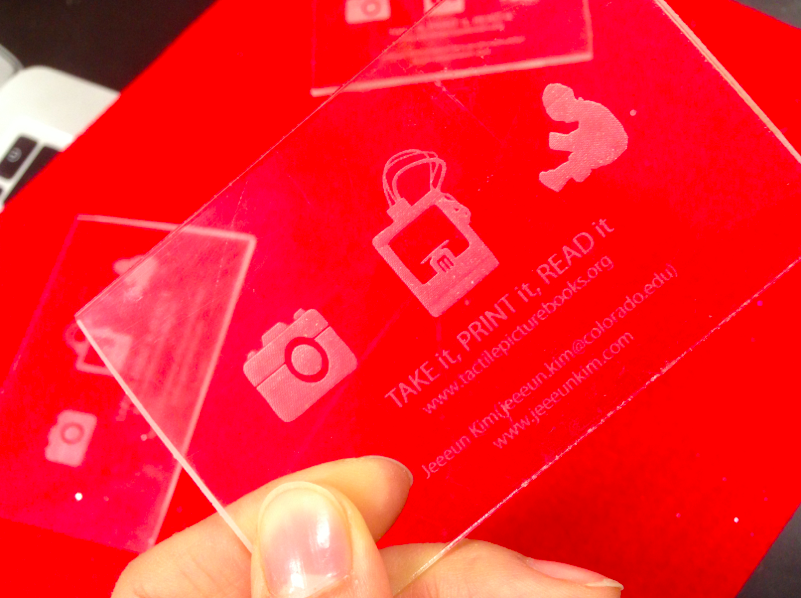 TAKE it, PRINT it, READ it
www.tactilepicturebooks.org
Jeeeun Kim(jeeeun.kim@colorado.edu)
www.jeeeunkim.com